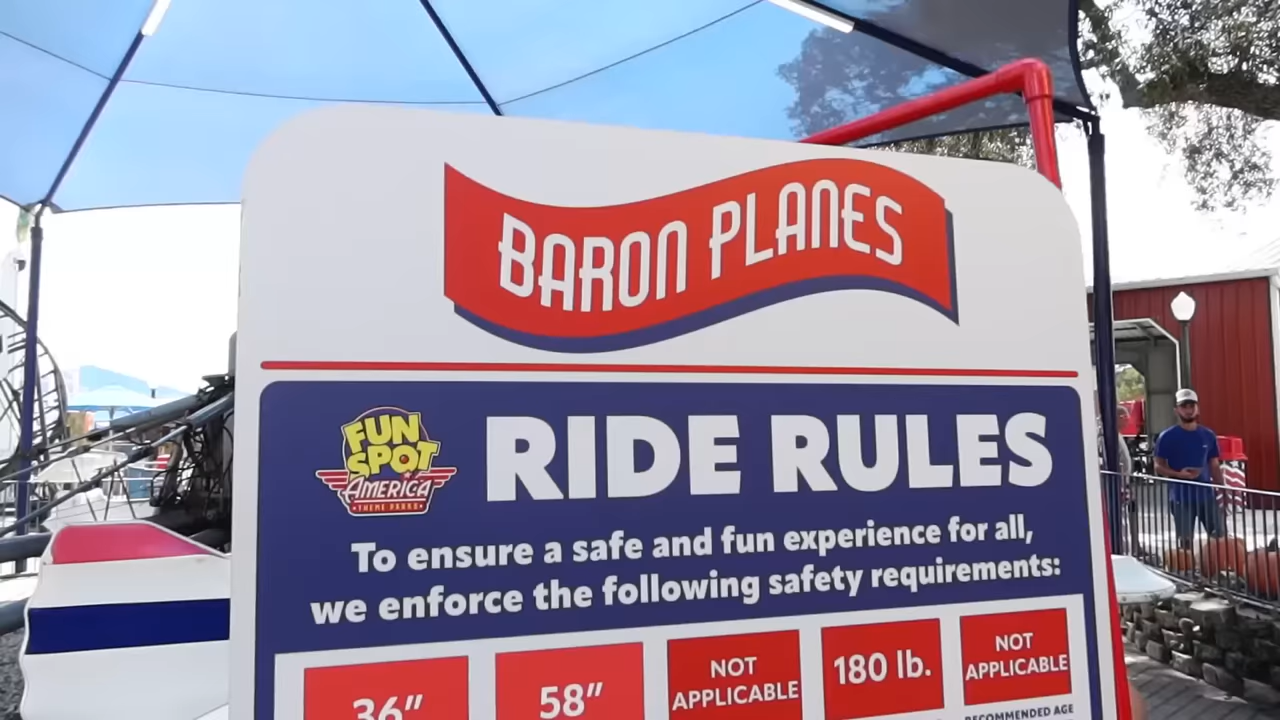 BARON PLANES
FUN
SPOT
AMERICA
THEME PARKS
RIDE RULES
To ensure a safe and fun experience for all,
we enforce the following safety requirements:
36" 58" NOT APPLICABLE 180 lb. NOT APPLICABLE
RECOMMENDED AGE